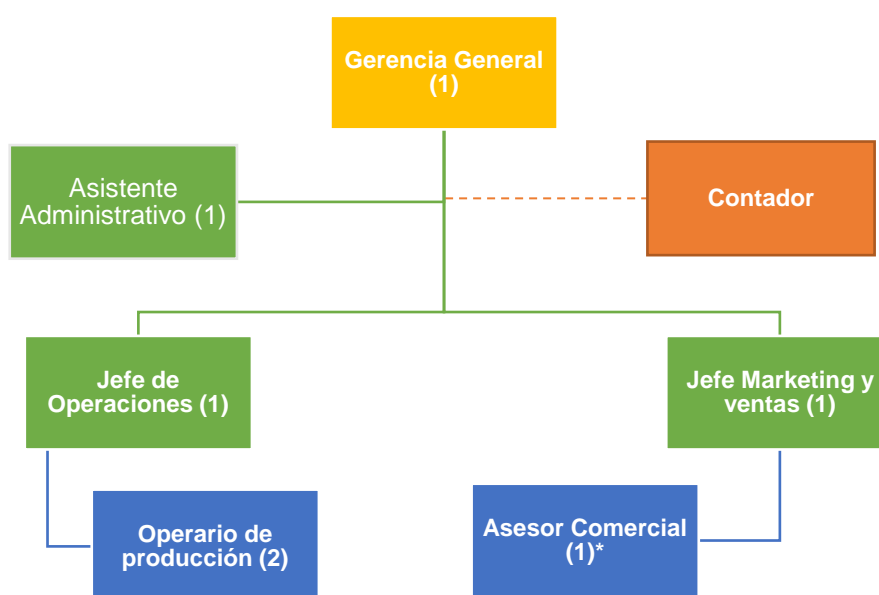 Gerencia General
(1)
Asistente
Administrativo (1)
Contador
Jefe de
Operaciones (1)
Jefe Marketing y
ventas (1)
Operario de
producción (2)
Asesor Comercial
(1)*